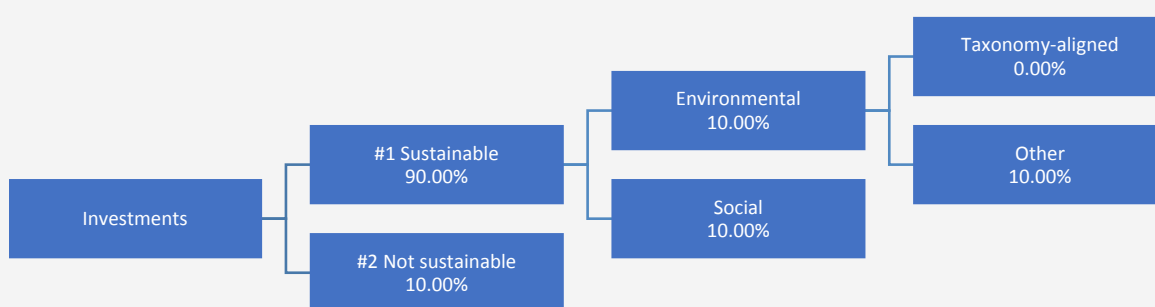 Investments
#1 Sustainable
90.00%
#2 Not sustainable
10.00%
Environmental
10.00%
Social
10.00%
Taxonomy-aligned
0.00%
Other
10.00%